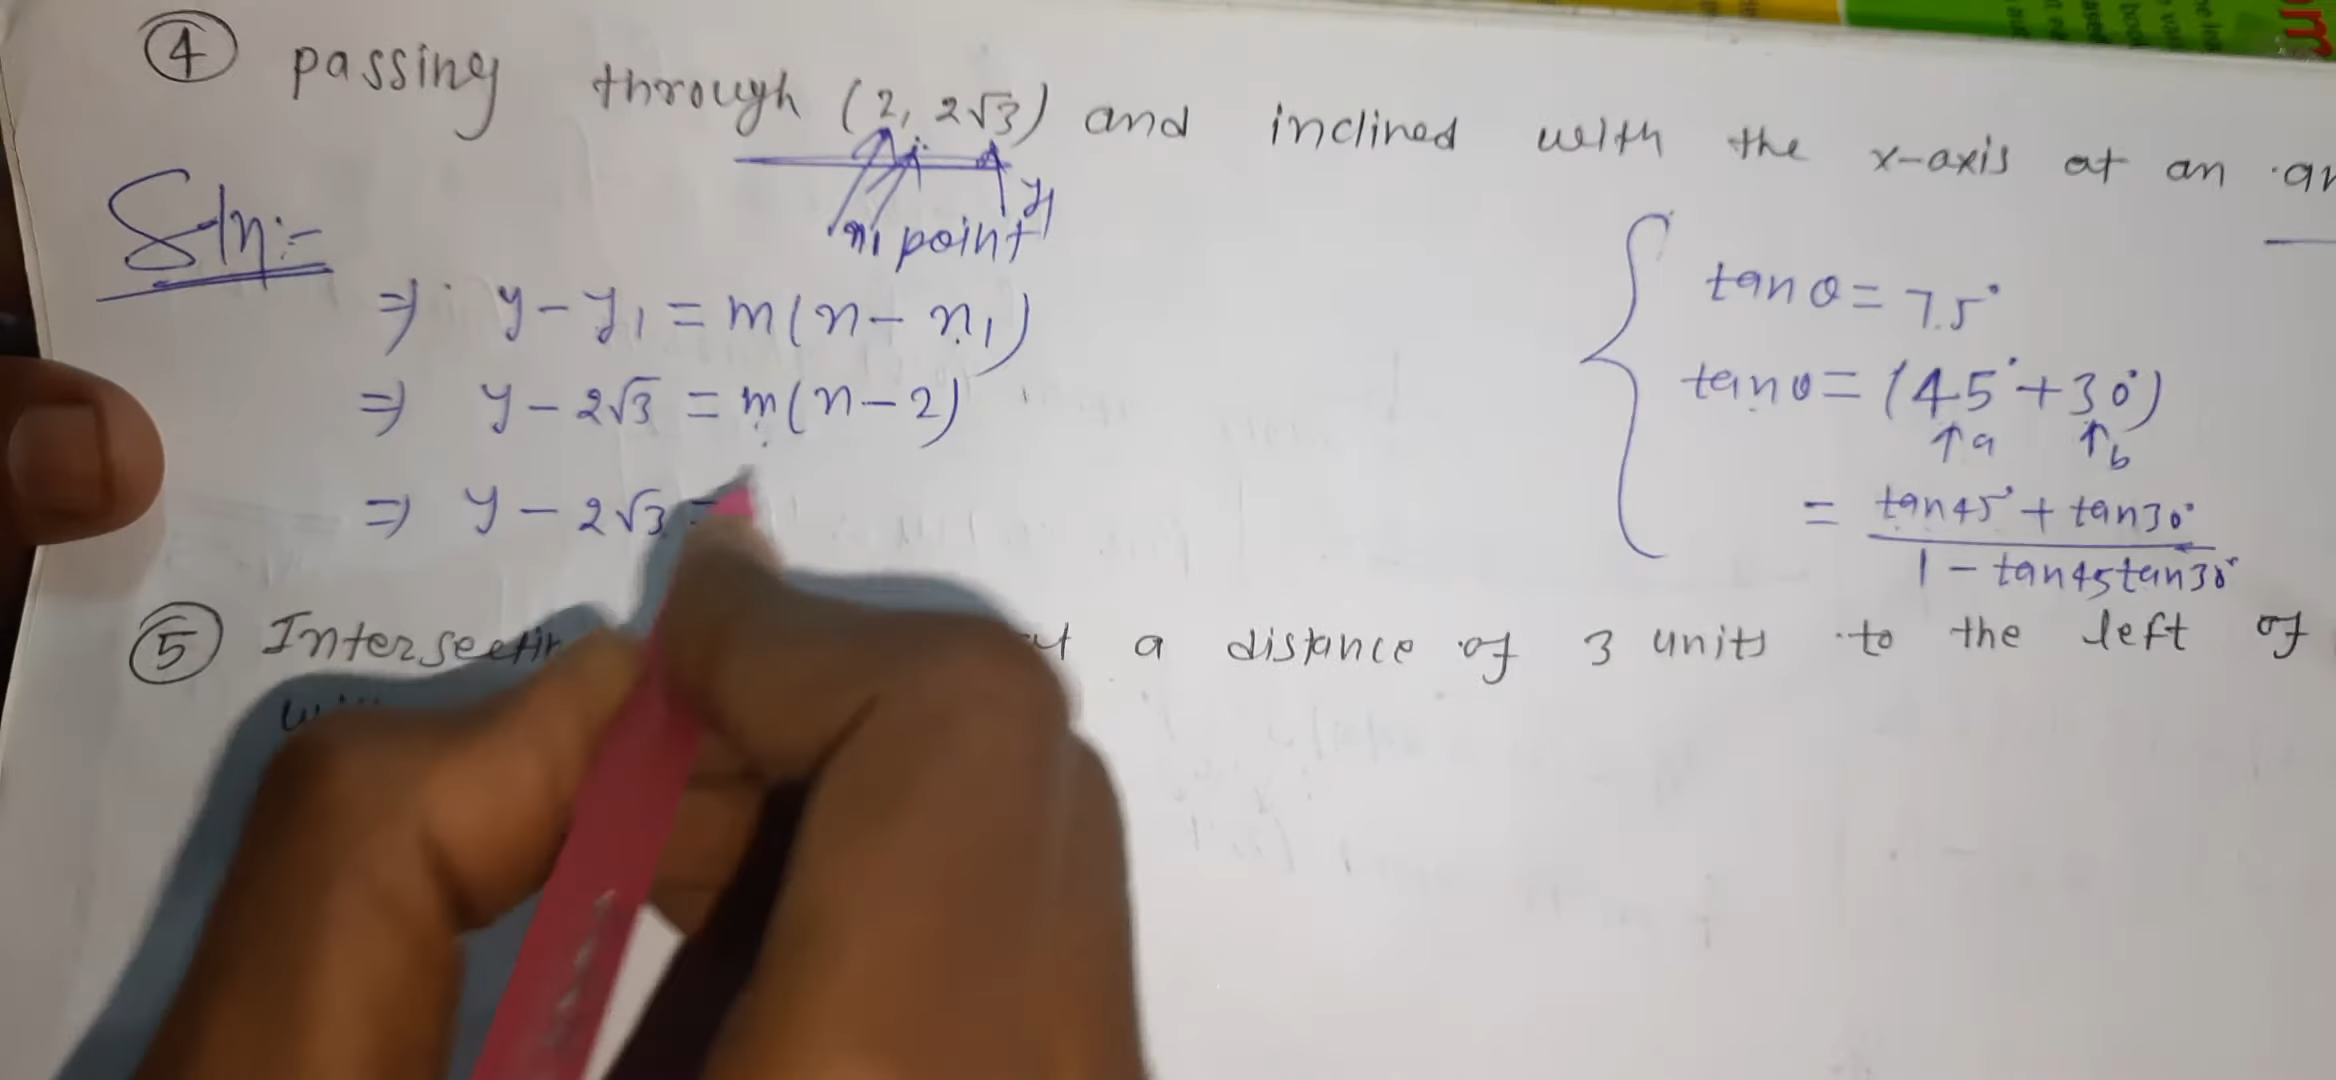 ④ passing through (2, 2√3) and inclined with the x-axis at an
Sln:-
x1 point y1
⇒ y - y1 = m(x - x1)
⇒ y - 2√3 = m(x - 2)
⇒ y - 2√3 =
tan θ = 75°
tan θ = (45° + 30°)
↑a ↑b
= tan45° + tan30°
1 - tan45 tan30°
⑤ a distance of 3 units to the left of